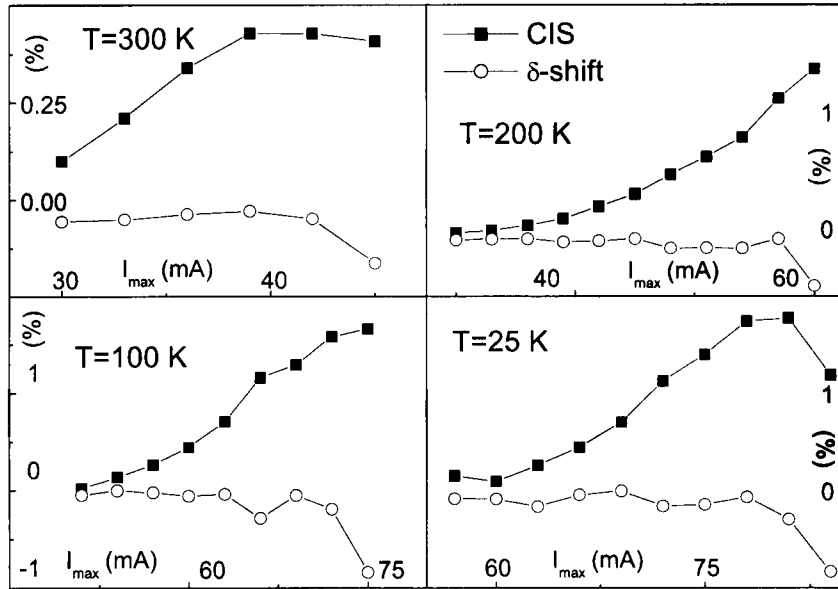 T=300 K
(%)
0.25
0.00
30
I_max (mA)
40
CIS
δ-shift
T=200 K
1
(%)
0
40
I_max (mA)
60
T=100 K
(%)
1
0
-1
I_max (mA)
60
75
T=25 K
1
(%)
0
60
I_max (mA)
75